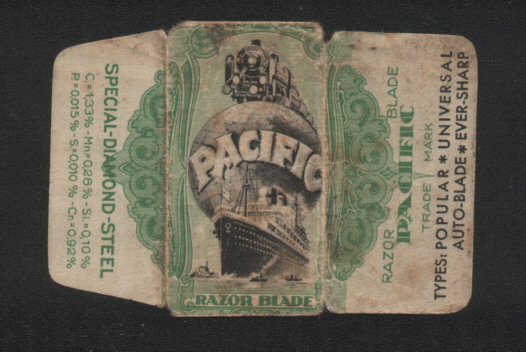 SPECIAL-DIAMOND-STEEL
C.=1,33% - Mn=0,28% - Si.=0,10%
P.=0,015% - S.=0,010% - Cn=0,92%
PACIFIC
RAZOR BLADE
RAZOR BLADE
PACIFIC
TRADE MARK
TYPES: POPULAR * UNIVERSAL
AUTO-BLADE * EVER-SHARP